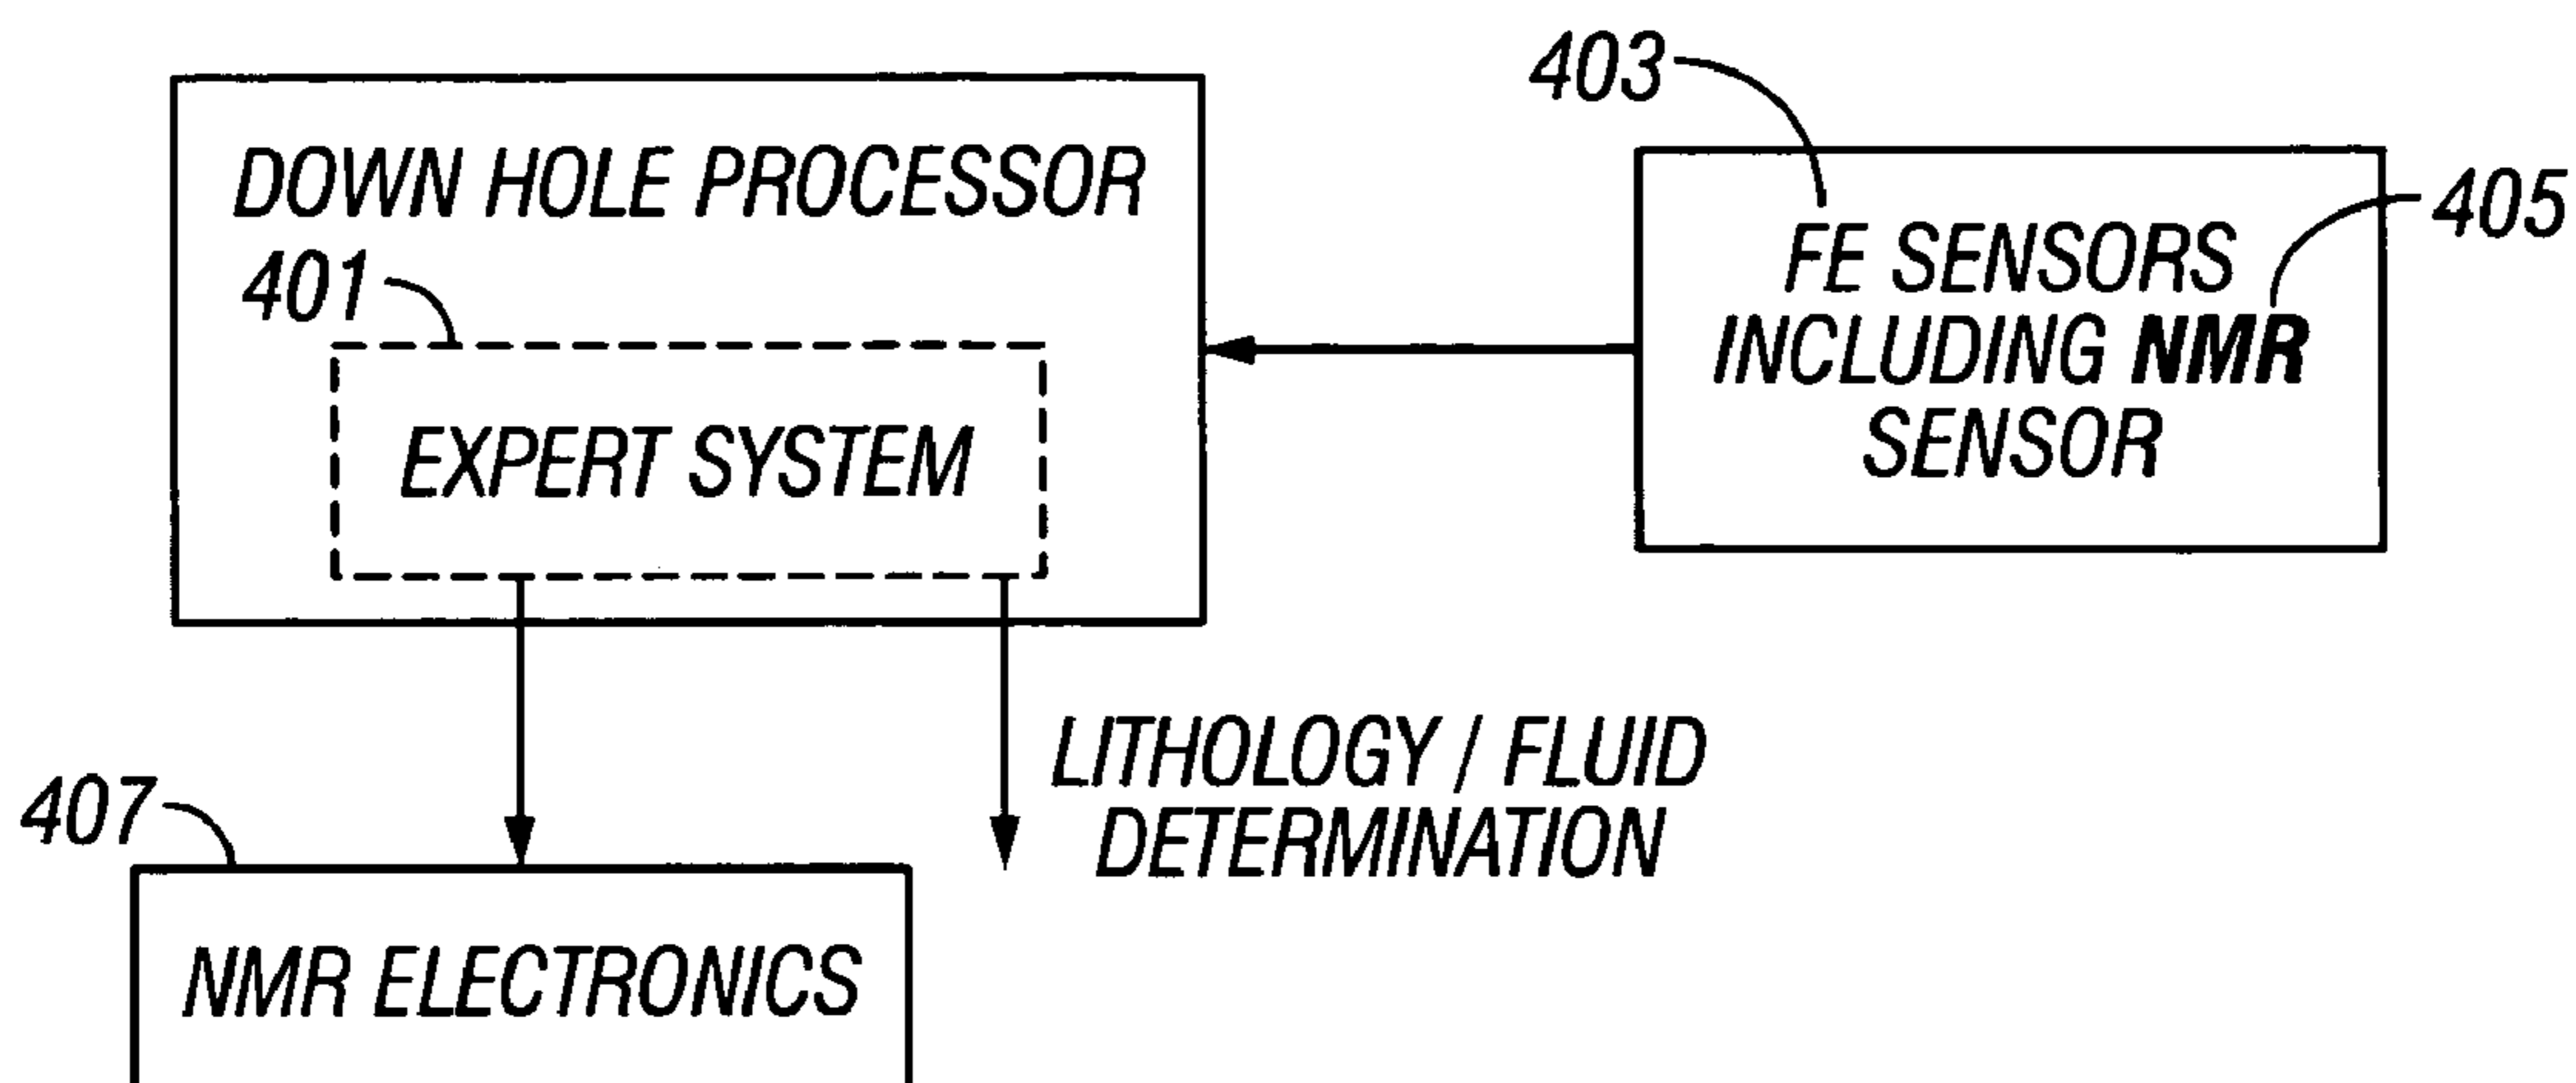 403
DOWN HOLE PROCESSOR
405
401
FE SENSORS
INCLUDING NMR
SENSOR
EXPERT SYSTEM
LITHOLOGY / FLUID
DETERMINATION
407
NMR ELECTRONICS